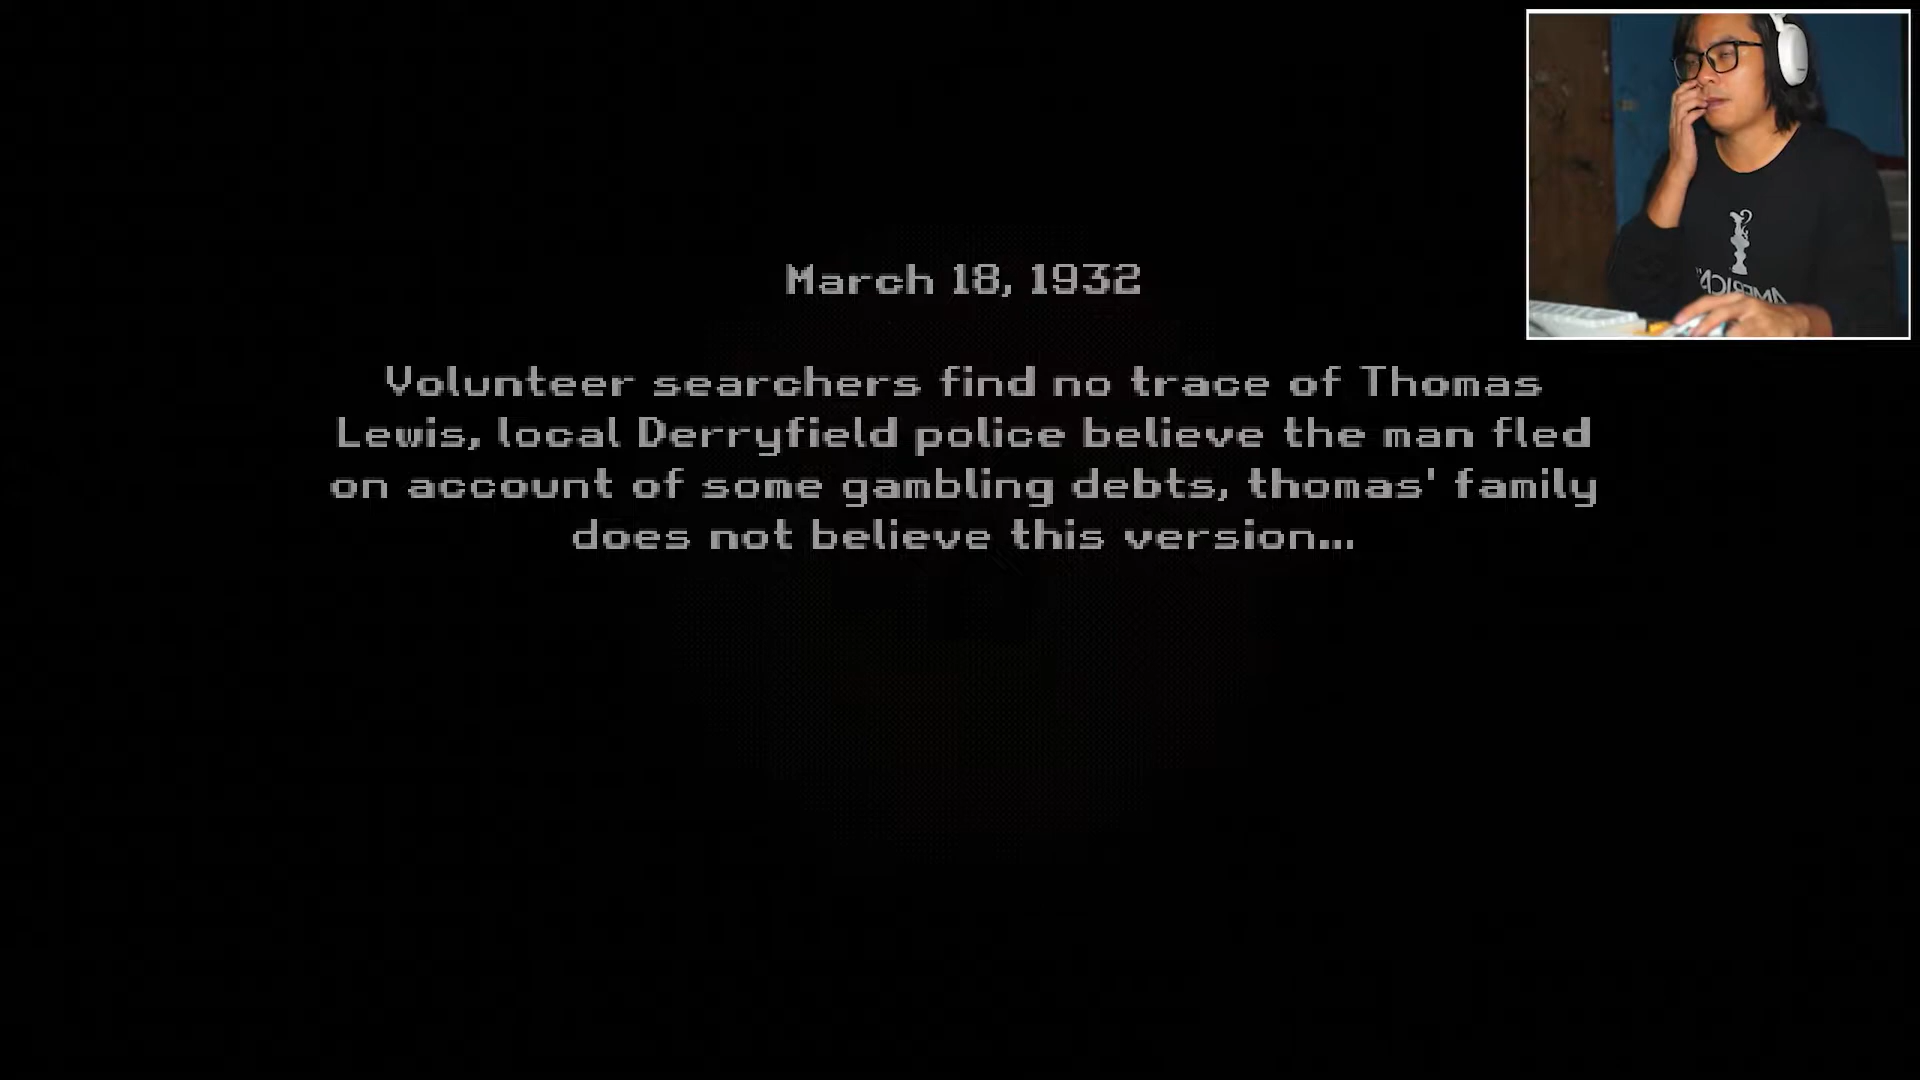 March 18, 1932
Volunteer searchers find no trace of Thomas
Lewis, local Derryfield police believe the man fled
on account of some gambling debts, thomas' family
does not believe this version...
AMERICA'